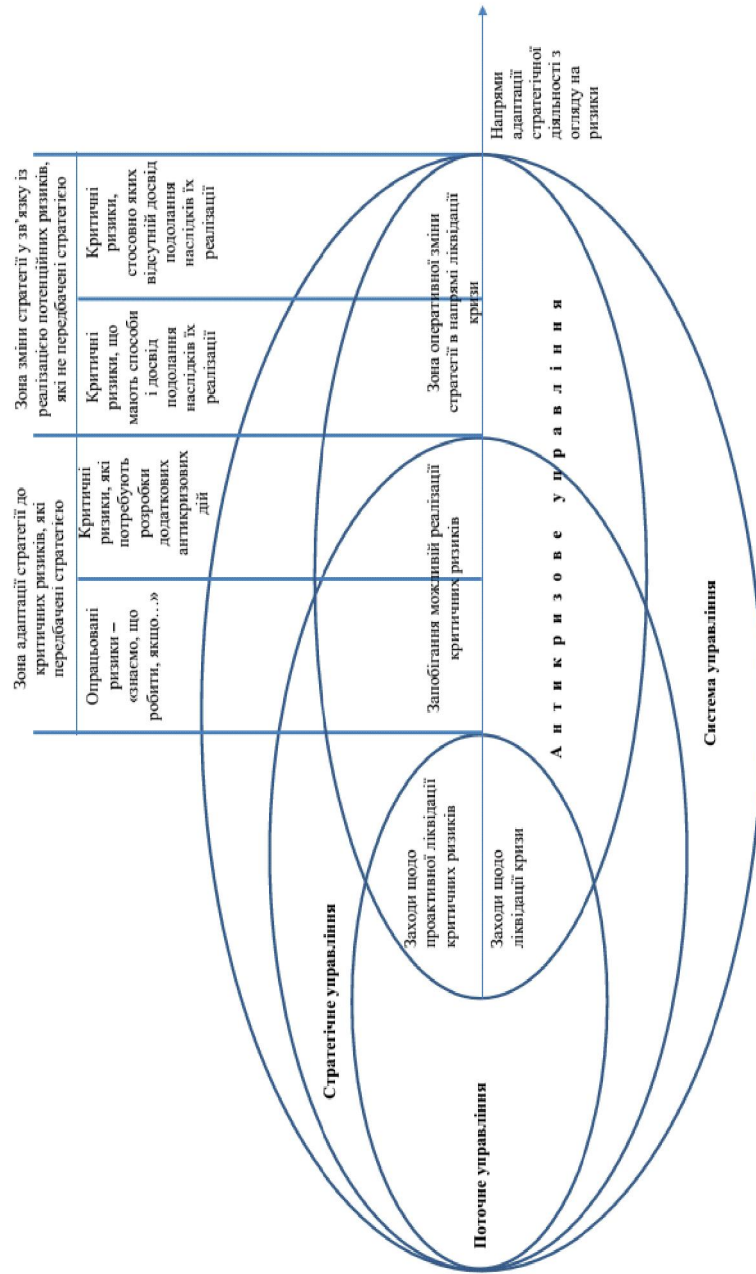 Зона адаптації стратегії до
критичних ризиків, які
передбачені стратегією
Зона зміни стратегії у зв’язку із
реалізацією потенційних ризиків,
які не передбачені стратегією
Опрацьовані
ризики –
«знаємо, що
робити, якщо…»
Критичні
ризики, які
потребують
розробки
додаткових
антикризових
дій
Критичні
ризики, що
мають способи
і досвід
подолання
наслідків їх
реалізації
Критичні
ризики,
стосовно яких
відсутній досвід
подолання
наслідків їх
реалізації
Стратегічне управління
Заходи щодо
проактивної ліквідації
критичних ризиків
Запобігання можливій реалізації
критичних ризиків
Зона оперативної зміни
стратегії в напрямі ліквідації
кризи
Поточне управління
Заходи щодо
ліквідації кризи
Напрями
адаптації
стратегічної
діяльності з
огляду на
ризики
Антикризове управління
Система управління